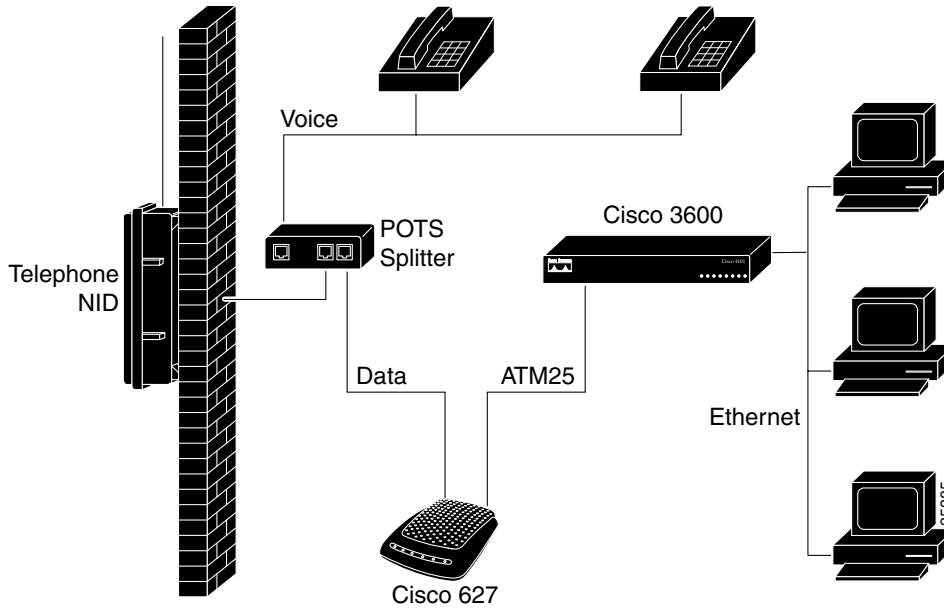 Voice
POTS
Splitter
Cisco 3600
Telephone
NID
Data
ATM25
Ethernet
Cisco 627